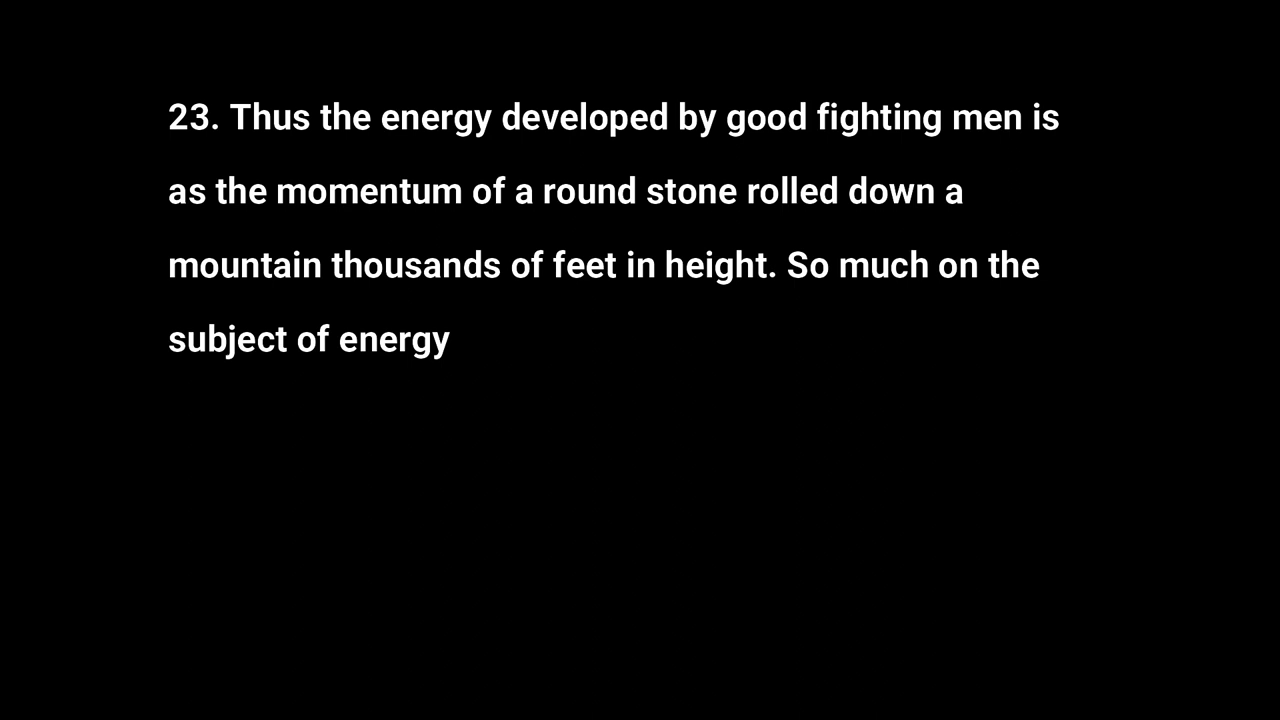 23. Thus the energy developed by good fighting men is
as the momentum of a round stone rolled down a
mountain thousands of feet in height. So much on the
subject of energy